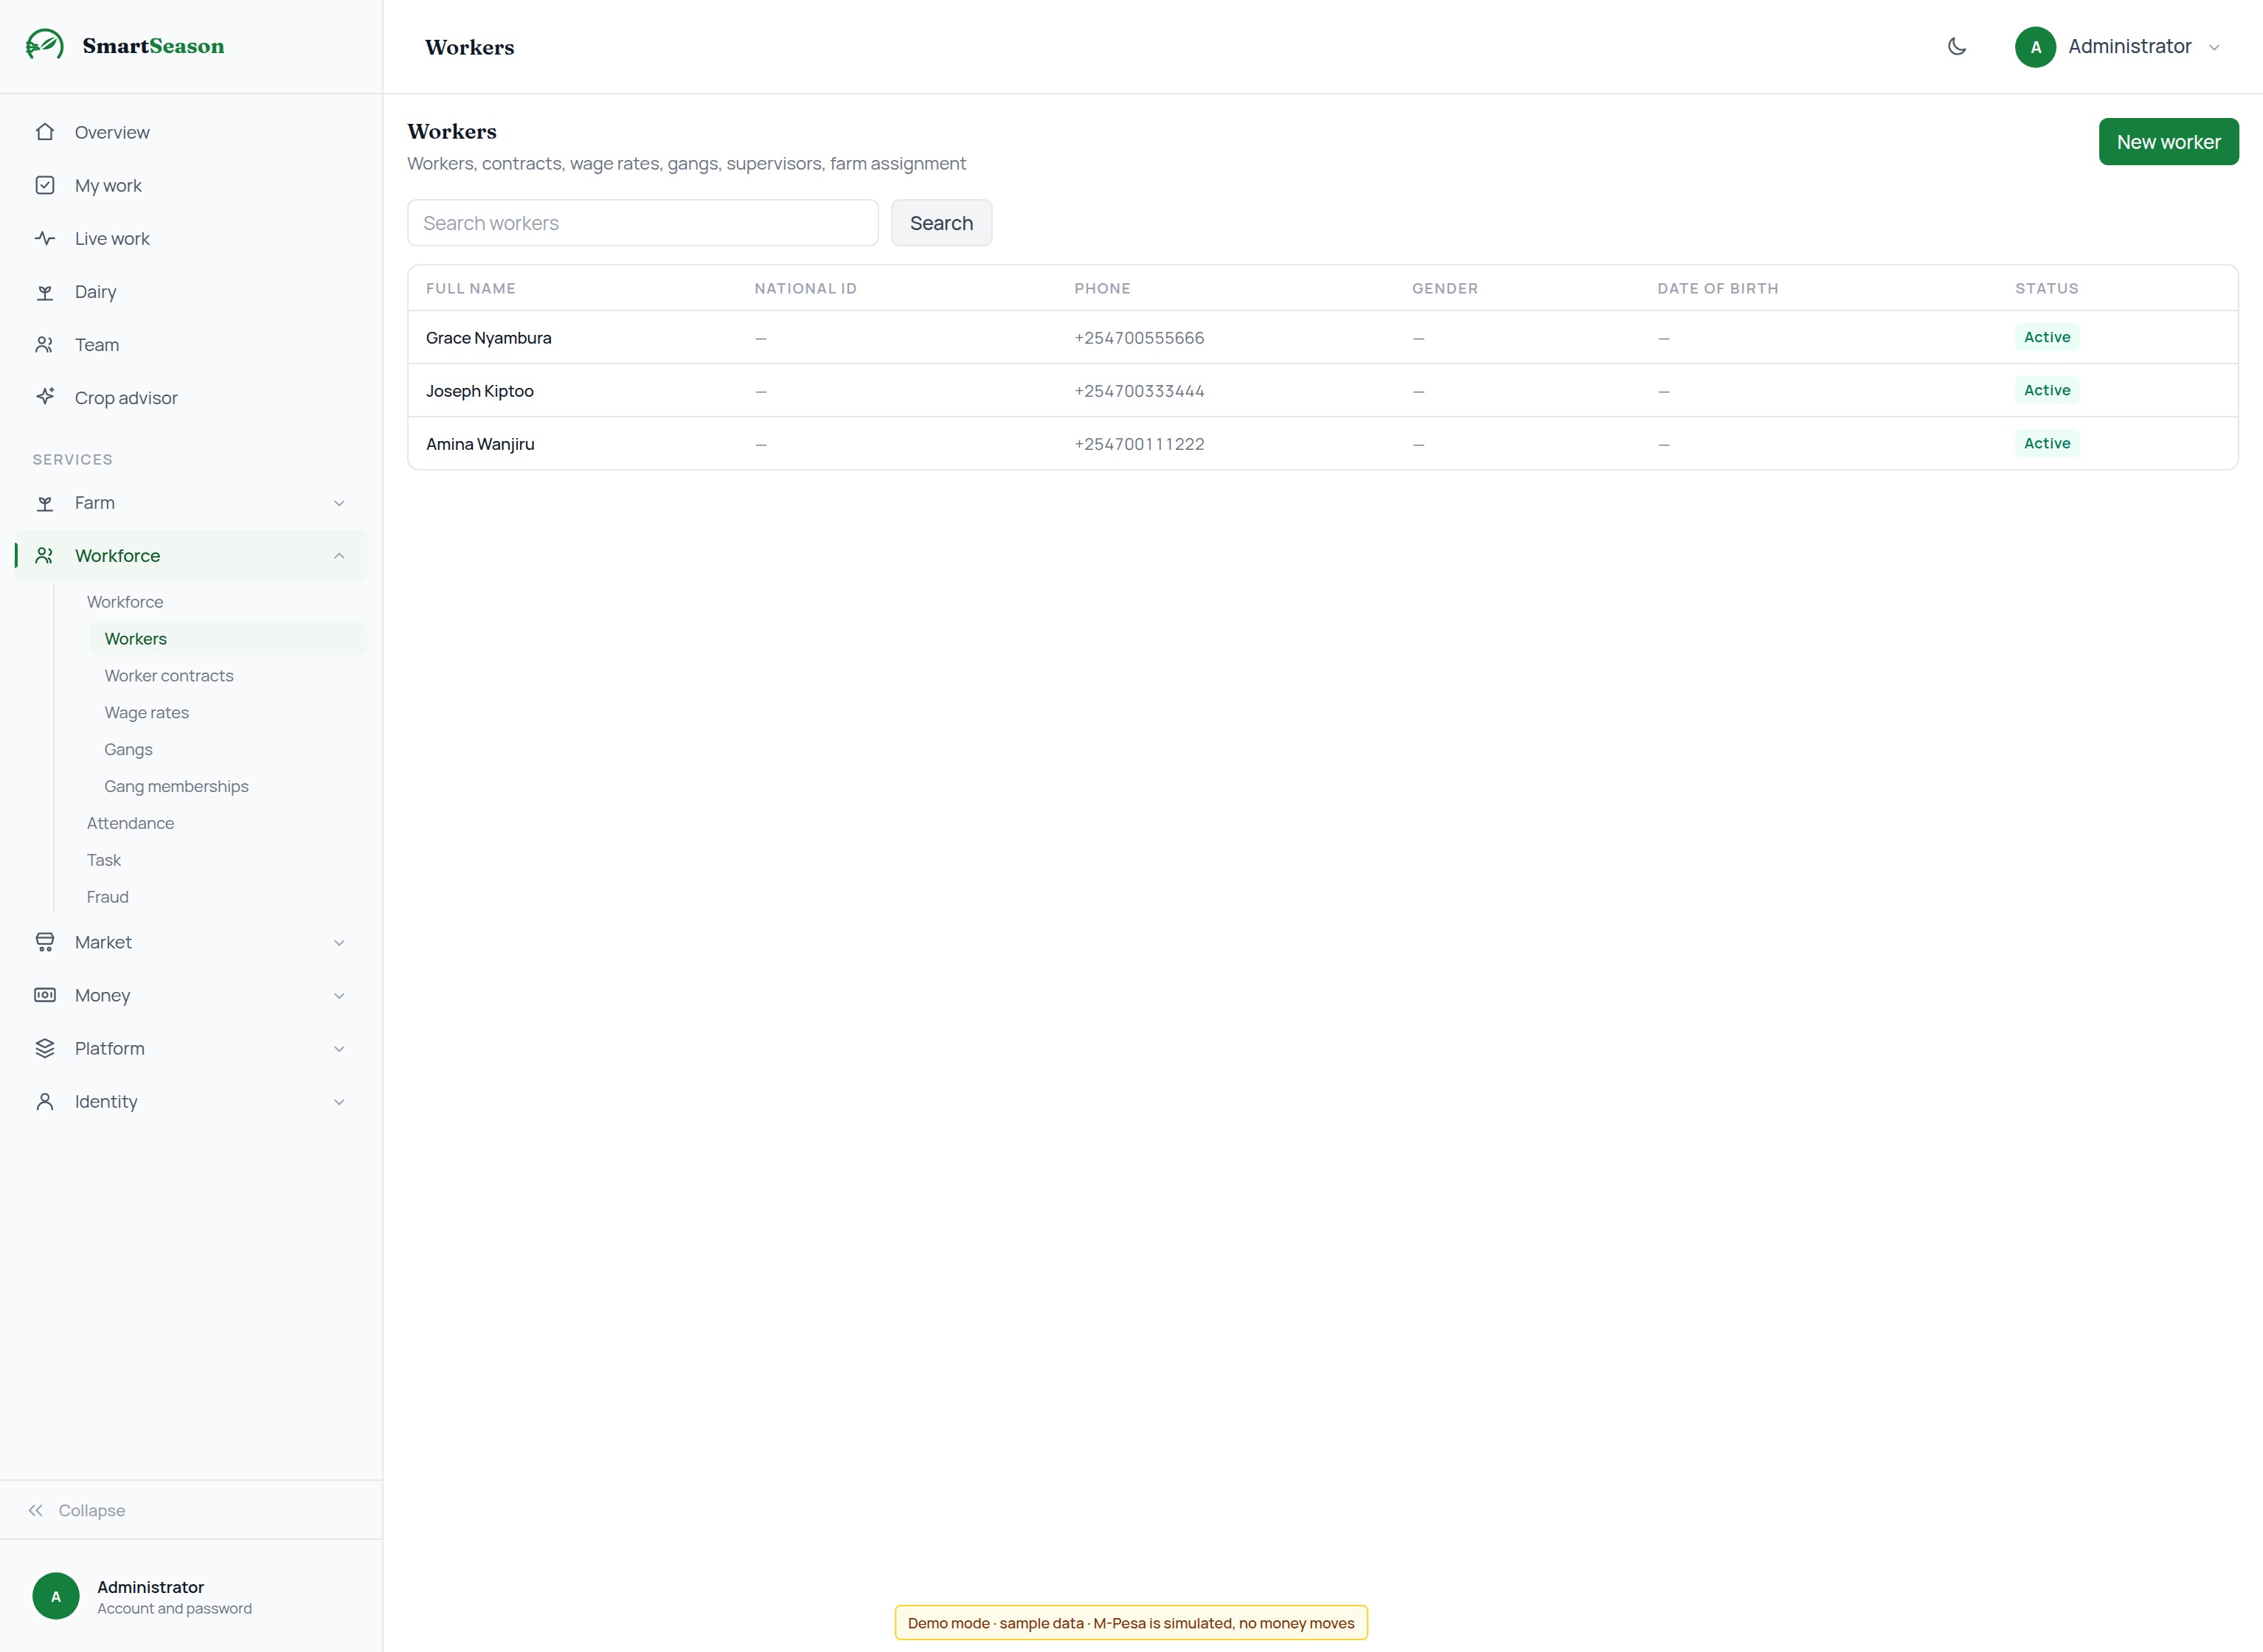 SmartSeason
Workers
A Administrator
Overview
My work
Live work
Dairy
Team
Crop advisor
SERVICES
Farm
Workforce
Workforce
Workers
Worker contracts
Wage rates
Gangs
Gang memberships
Attendance
Task
Fraud
Market
Money
Platform
Identity
Collapse
A Administrator
Account and password
Workers
Workers, contracts, wage rates, gangs, supervisors, farm assignment
New worker
Search workers Search
FULL NAME NATIONAL ID PHONE GENDER DATE OF BIRTH STATUS
Grace Nyambura — +254700555666 — — Active
Joseph Kiptoo — +254700333444 — — Active
Amina Wanjiru — +254700111222 — — Active
Demo mode · sample data · M-Pesa is simulated, no money moves